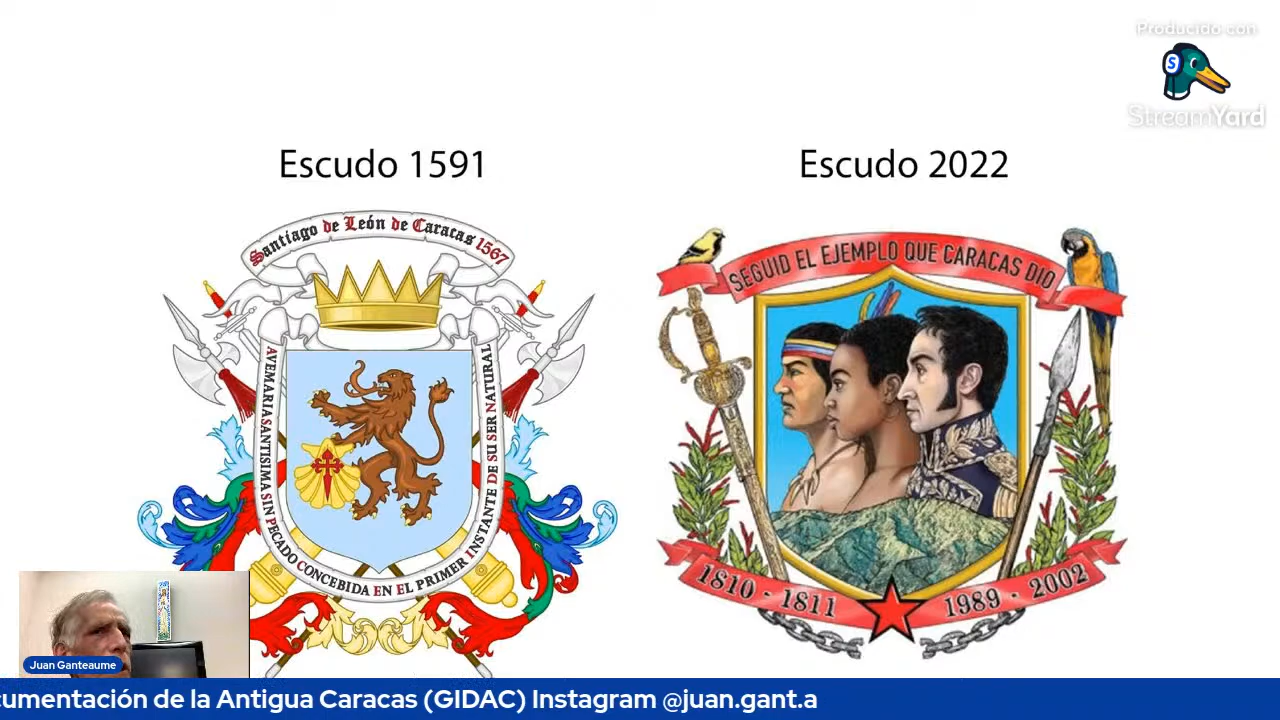 Producido con
StreamYard
Escudo 1591
Escudo 2022
Santiago de León de Caracas 1567
AVEMARIA SANTISIMA SIN PECADO CONCEBIDA EN EL PRIMER INSTANTE DE SU SER NATURAL
SEGUID EL EJEMPLO QUE CARACAS DIO
1810 - 1811
1989 - 2002
Juan Ganteaume
cumentación de la Antigua Caracas (GIDAC) Instagram @juan.gant.a